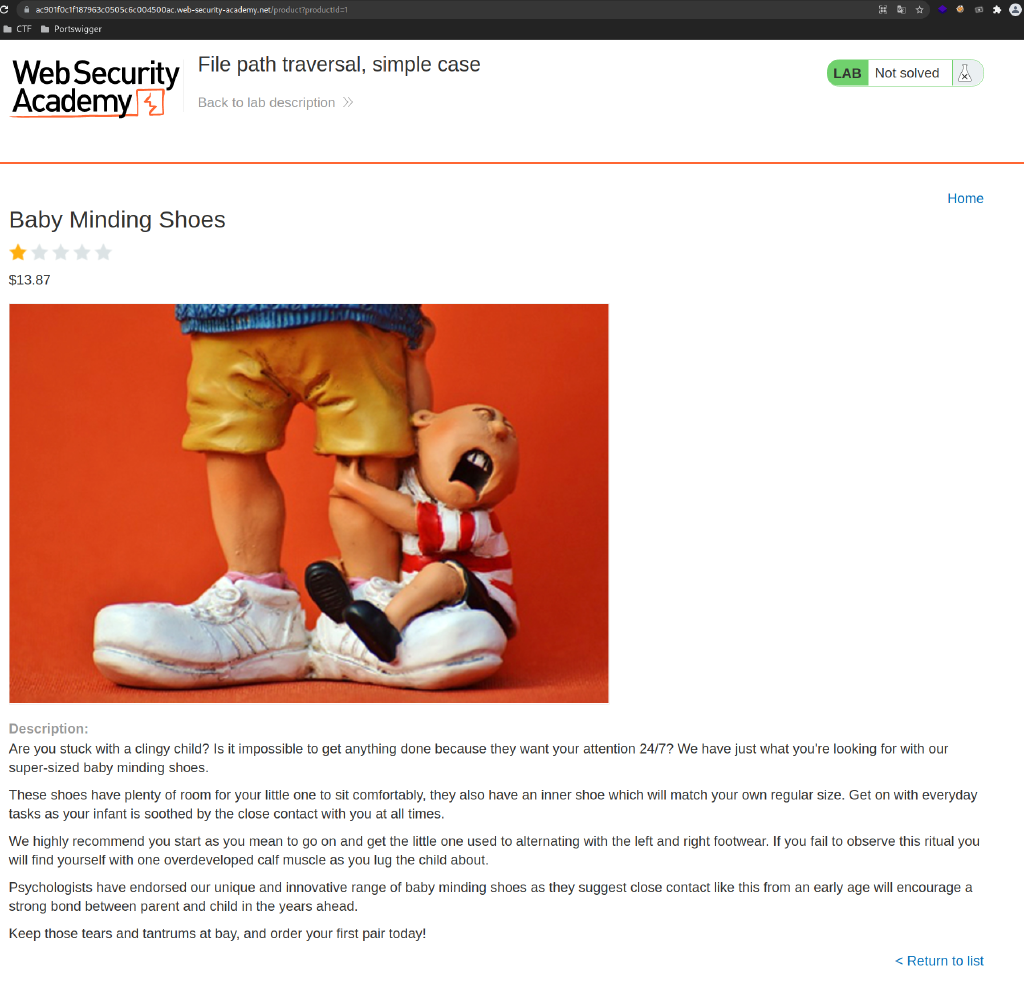 ac901f0c1f187963c0505c6c004500ac.web-security-academy.net/product?productId=1
CTF Portswigger
Web Security
Academy
File path traversal, simple case
Back to lab description >>
LAB Not solved
Home
Baby Minding Shoes
$13.87
Description:
Are you stuck with a clingy child? Is it impossible to get anything done because they want your attention 24/7? We have just what you're looking for with our
super-sized baby minding shoes.
These shoes have plenty of room for your little one to sit comfortably, they also have an inner shoe which will match your own regular size. Get on with everyday
tasks as your infant is soothed by the close contact with you at all times.
We highly recommend you start as you mean to go on and get the little one used to alternating with the left and right footwear. If you fail to observe this ritual you
will find yourself with one overdeveloped calf muscle as you lug the child about.
Psychologists have endorsed our unique and innovative range of baby minding shoes as they suggest close contact like this from an early age will encourage a
strong bond between parent and child in the years ahead.
Keep those tears and tantrums at bay, and order your first pair today!
< Return to list